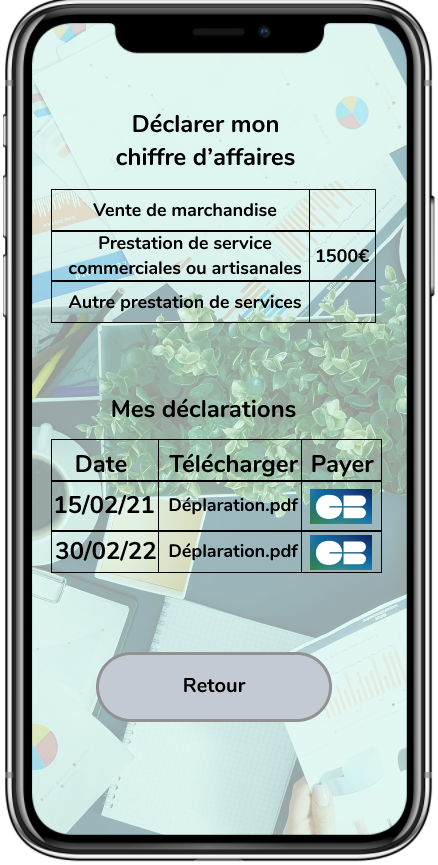 Déclarer mon
chiffre d’affaires
Vente de marchandise
Prestation de service
commerciales ou artisanales
1500€
Autre prestation de services
Mes déclarations
Date Télécharger Payer
15/02/21 Déplaration.pdf CB
30/02/22 Déplaration.pdf CB
Retour